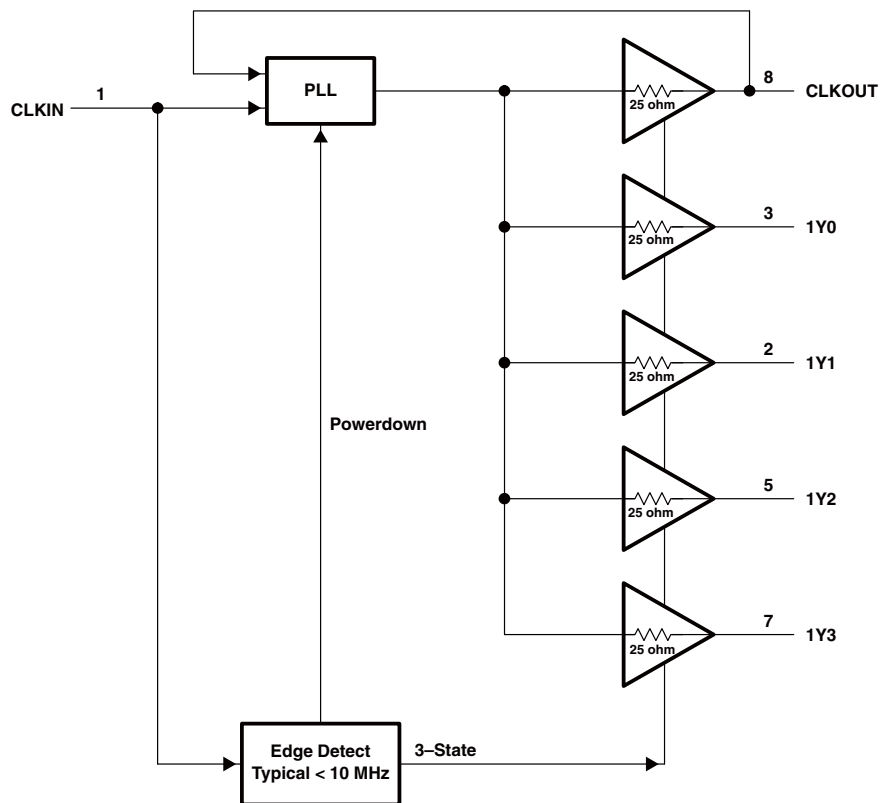 8
CLKOUT
PLL
25 ohm
1
CLKIN
3
1Y0
25 ohm
2
1Y1
25 ohm
Powerdown
5
1Y2
25 ohm
7
1Y3
25 ohm
Edge Detect
Typical < 10 MHz
3–State